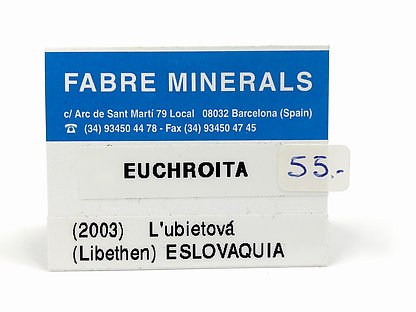 FABRE MINERALS
c/ Arc de Sant Martí 79 Local 08032 Barcelona (Spain)
☎ (34) 93450 44 78 - Fax (34) 93450 47 45
EUCHROITA 55.-
(2003) L'ubietová
(Libethen) ESLOVAQUIA